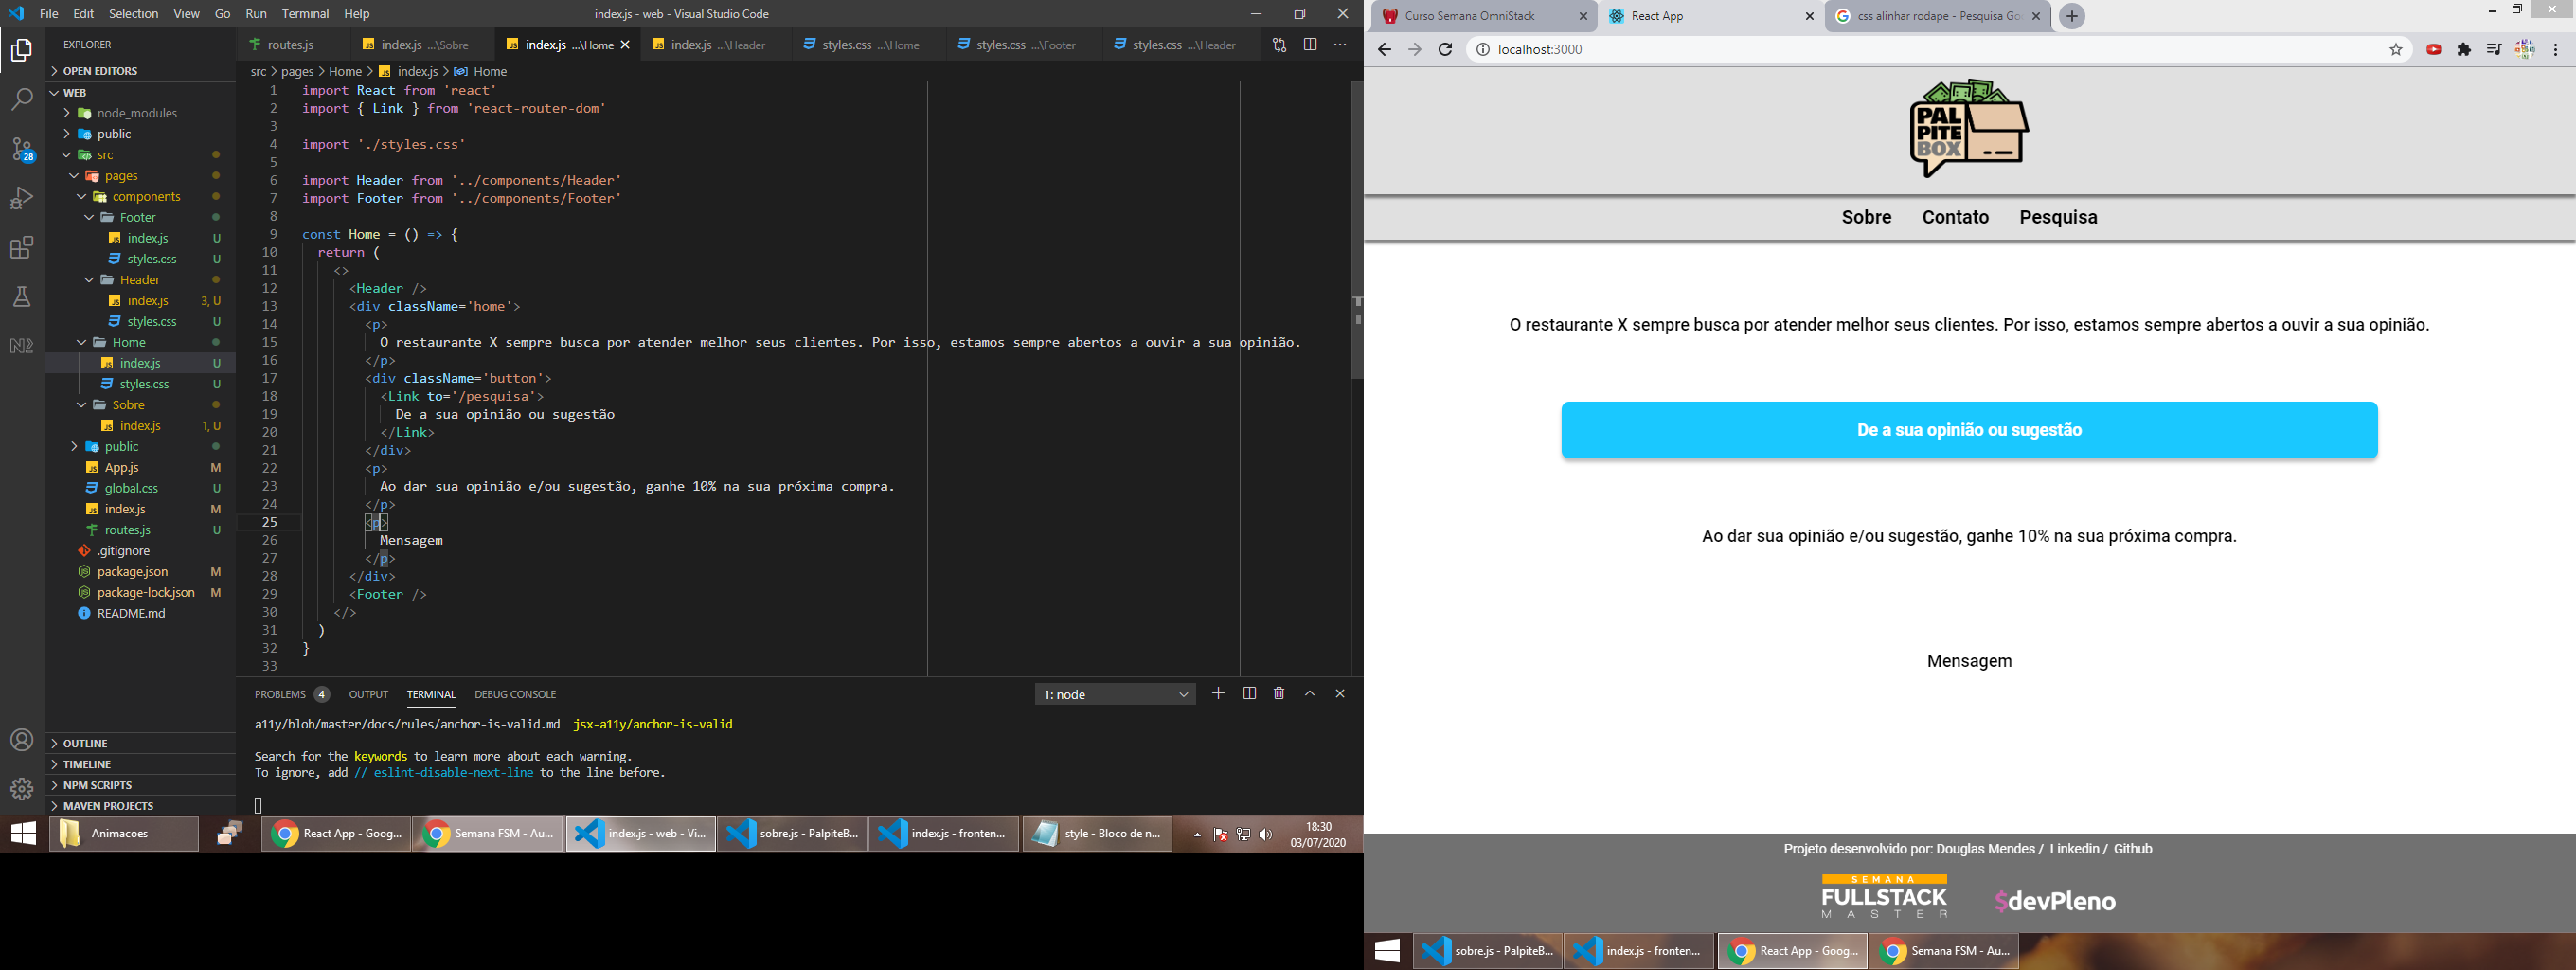 File Edit Selection View Go Run Terminal Help
index.js - web - Visual Studio Code
EXPLORER
OPEN EDITORS
WEB
node_modules
public
src
pages
components
Footer
index.js U
styles.css U
Header
index.js 3, U
styles.css U
Home
index.js U
styles.css U
Sobre
index.js 1, U
public
App.js M
global.css U
index.js M
routes.js U
.gitignore
package.json M
package-lock.json M
README.md
OUTLINE
TIMELINE
NPM SCRIPTS
MAVEN PROJECTS
28
routes.js
index.js ...\Sobre
index.js ...\Home
index.js ...\Header
styles.css ...\Home
styles.css ...\Footer
styles.css ...\Header
src > pages > Home > index.js > Home
1 import React from 'react'
2 import { Link } from 'react-router-dom'
3
4 import './styles.css'
5
6 import Header from '../components/Header'
7 import Footer from '../components/Footer'
8
9 const Home = () => {
10 return (
11 <>
12 <Header />
13 <div className='home'>
14 <p>
15 O restaurante X sempre busca por atender melhor seus clientes. Por isso, estamos sempre abertos a ouvir a sua opinião.
16 </p>
17 <div className='button'>
18 <Link to='/pesquisa'>
19 De a sua opinião ou sugestão
20 </Link>
21 </div>
22 <p>
23 Ao dar sua opinião e/ou sugestão, ganhe 10% na sua próxima compra.
24 </p>
25 <p>
26 Mensagem
27 </p>
28 </div>
29 <Footer />
30 </>
31 )
32 }
33
PROBLEMS 4 OUTPUT TERMINAL DEBUG CONSOLE
1: node
a11y/blob/master/docs/rules/anchor-is-valid.md jsx-a11y/anchor-is-valid
Search for the keywords to learn more about each warning.
To ignore, add // eslint-disable-next-line to the line before.
Animacoes
React App - Goog...
Semana FSM - Au...
index.js - web - Vi...
sobre.js - PalpiteB...
index.js - fronten...
style - Bloco de n...
18:30
03/07/2020
Curso Semana OmniStack
React App
css alinhar rodape - Pesquisa Go
localhost:3000
PAL
PITE
BOX
Sobre Contato Pesquisa
O restaurante X sempre busca por atender melhor seus clientes. Por isso, estamos sempre abertos a ouvir a sua opinião.
De a sua opinião ou sugestão
Ao dar sua opinião e/ou sugestão, ganhe 10% na sua próxima compra.
Mensagem
Projeto desenvolvido por: Douglas Mendes / Linkedin / Github
SEMANA
FULLSTACK
MASTER
$devPleno
sobre.js - PalpiteB...
index.js - fronten...
React App - Goog...
Semana FSM - Au...